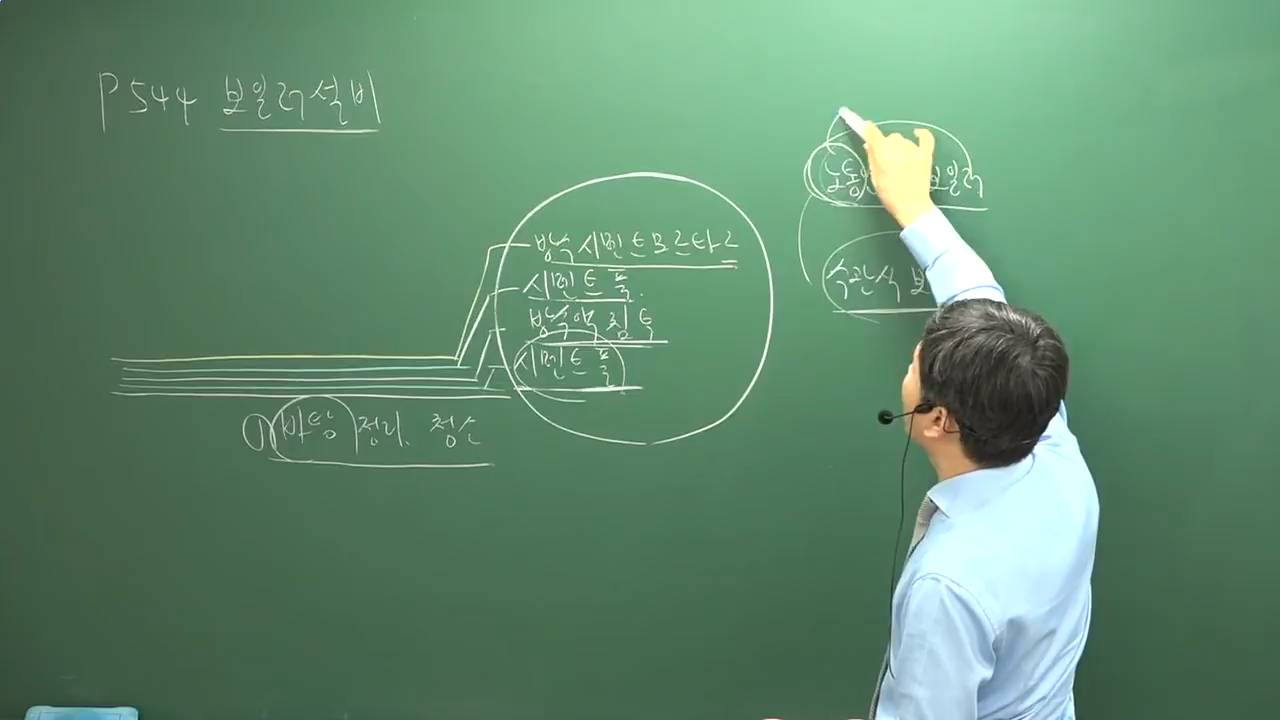 P544 보일러설비
방수시멘트모르타르
시멘트풀.
방수액침투
시멘트풀
① 바탕정리, 청소
노통 보일러
수관식 보